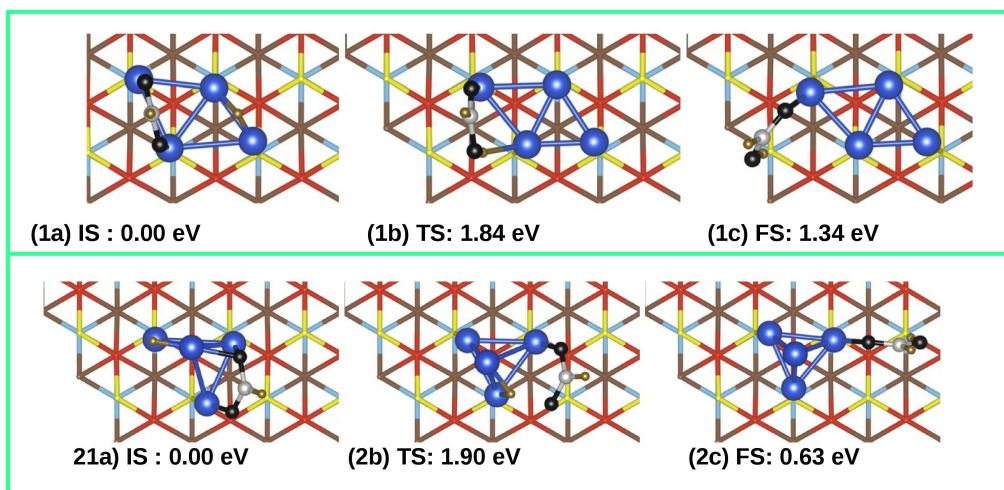 (1a) IS : 0.00 eV
(1b) TS: 1.84 eV
(1c) FS: 1.34 eV
21a) IS : 0.00 eV
(2b) TS: 1.90 eV
(2c) FS: 0.63 eV